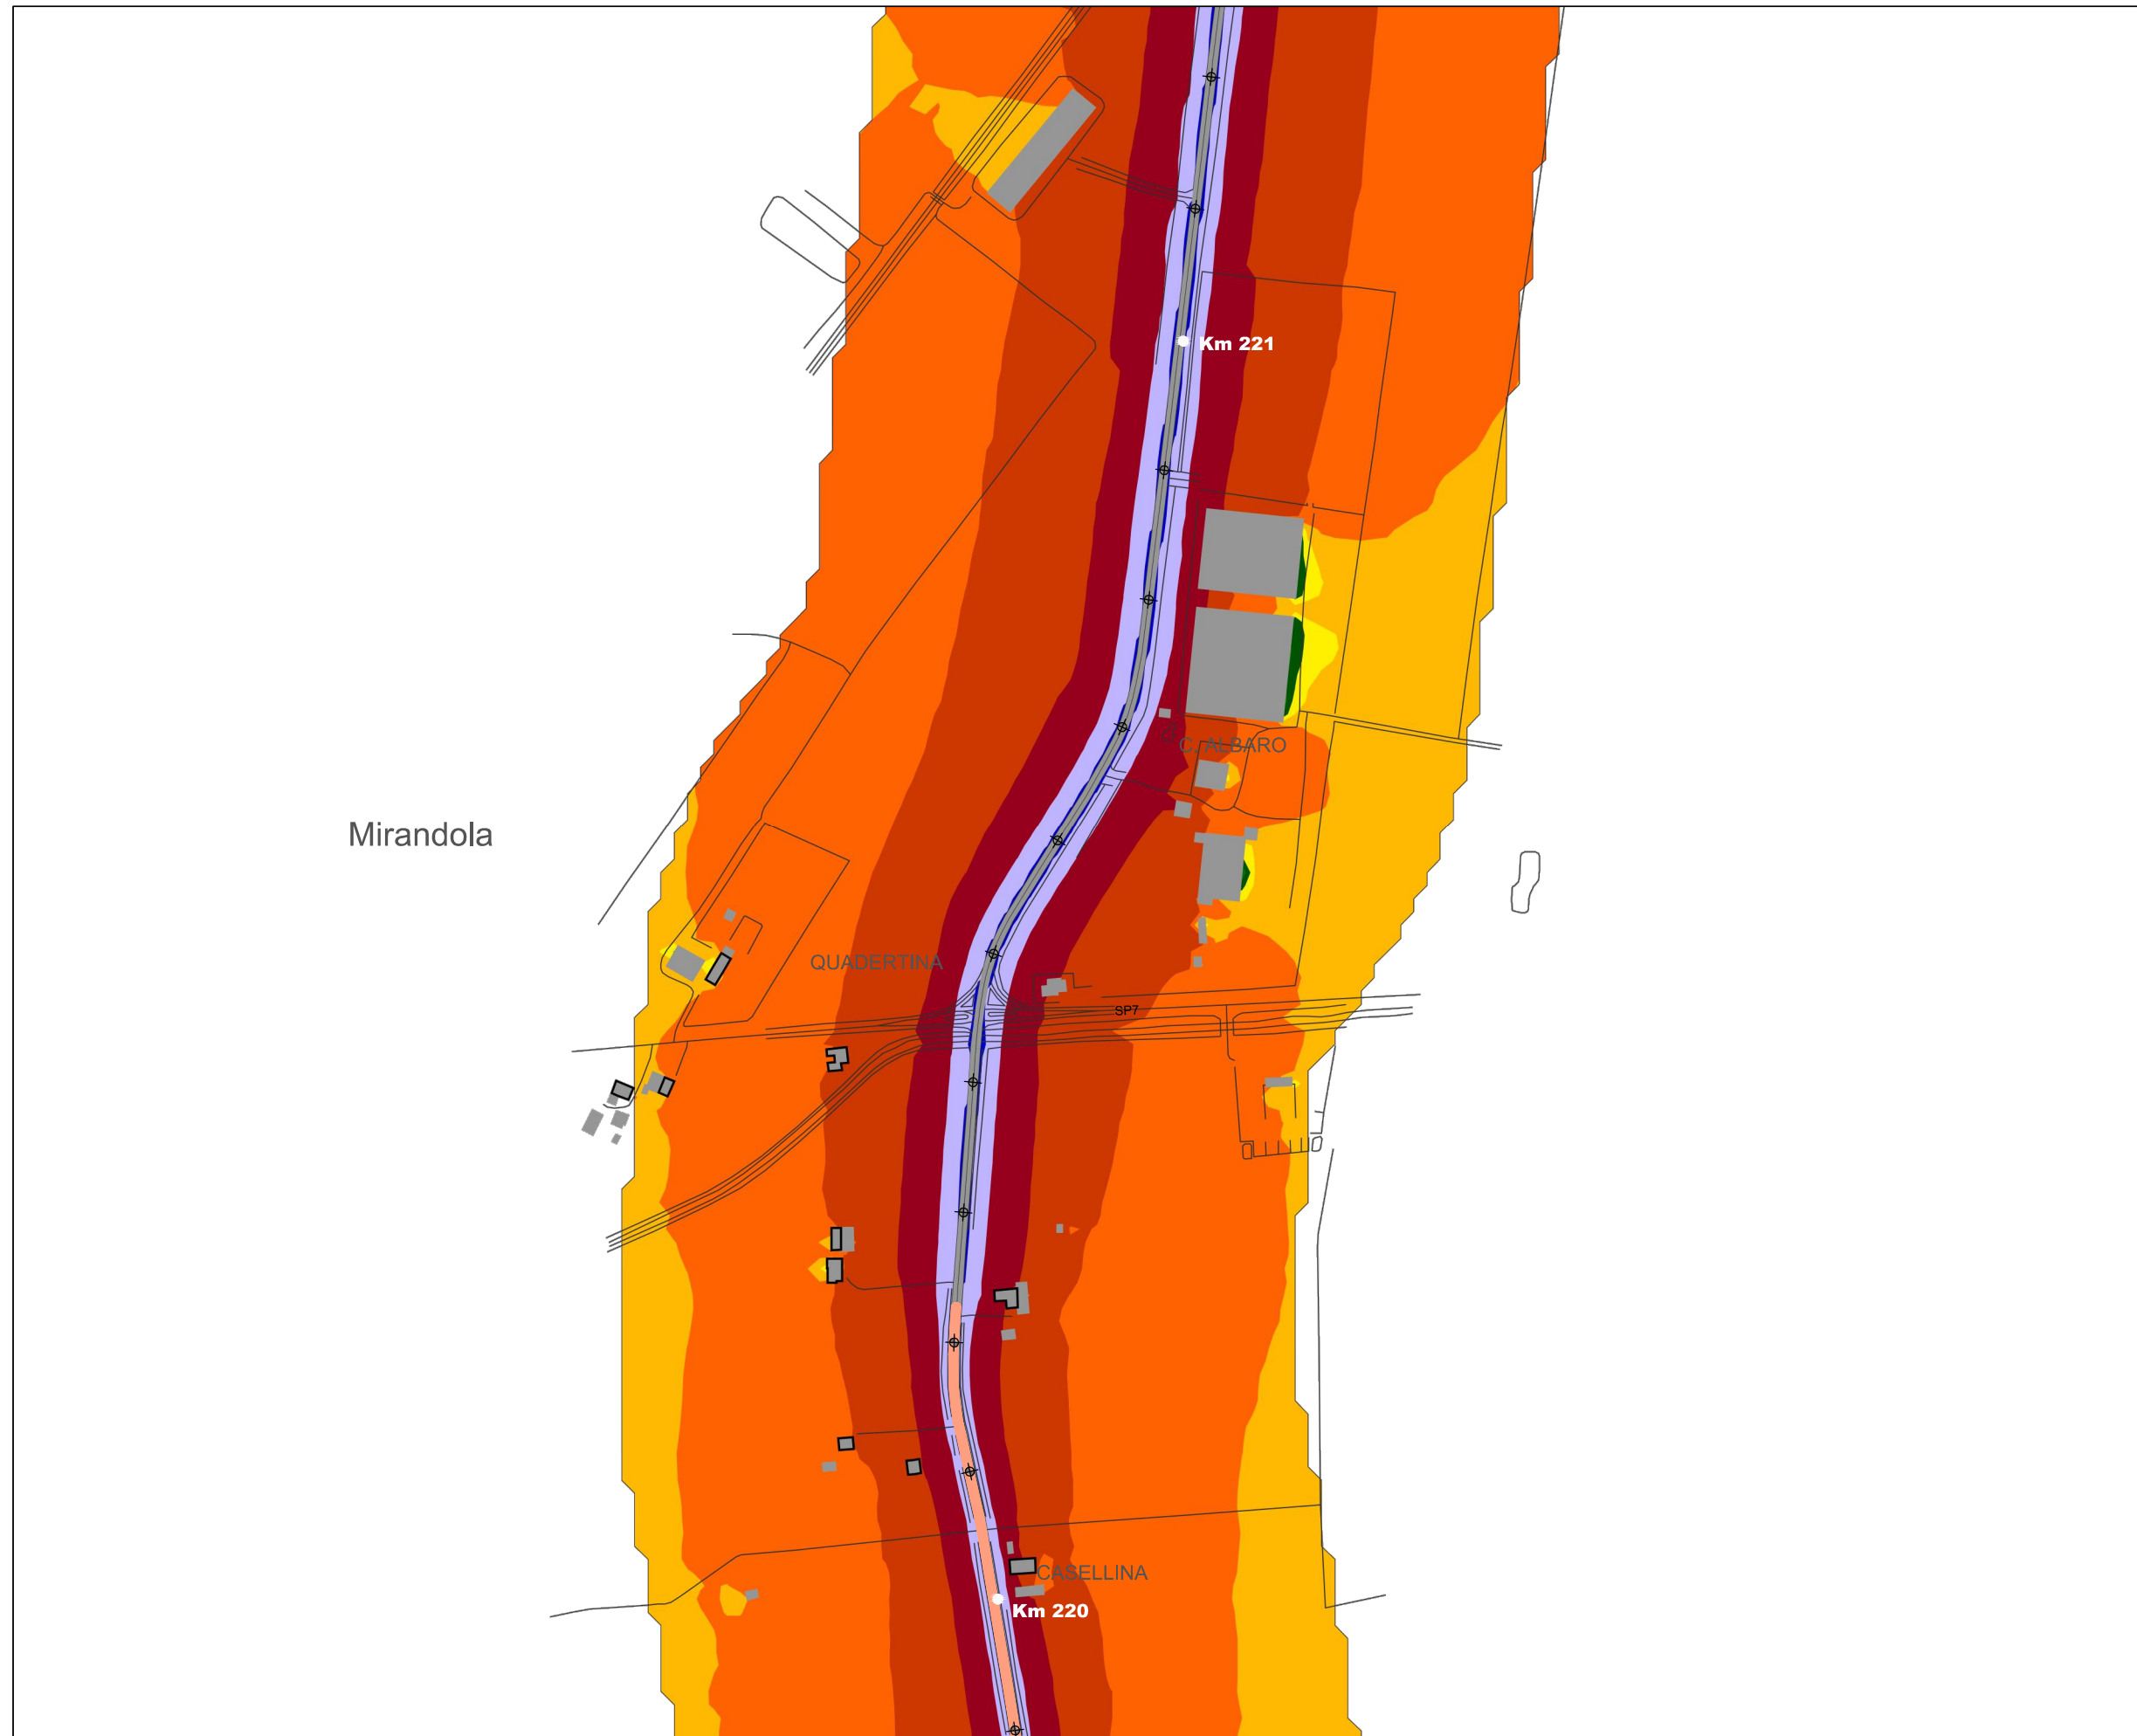 Km 221
C. ALBARO
Mirandola
QUADERTINA
SP7
CASELLINA
Km 220